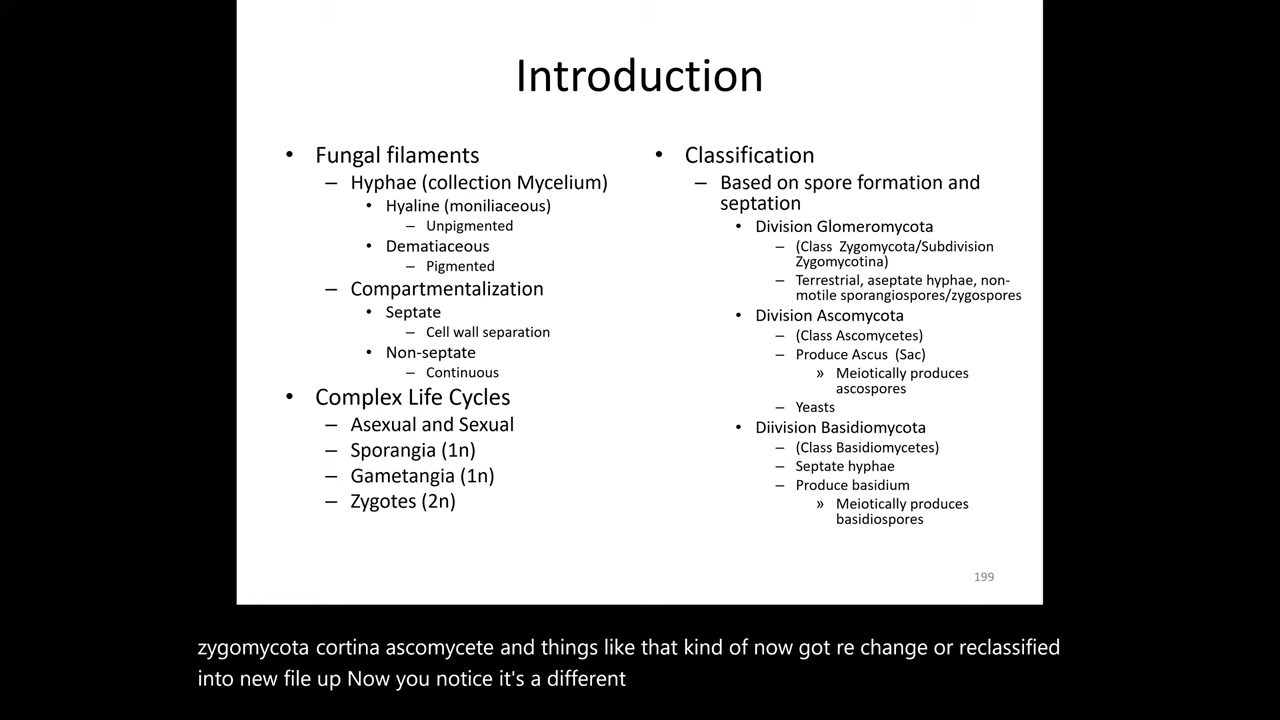 Introduction
• Fungal filaments
– Hyphae (collection Mycelium)
• Hyaline (moniliaceous)
– Unpigmented
• Dematiaceous
– Pigmented
– Compartmentalization
• Septate
– Cell wall separation
• Non-septate
– Continuous
• Complex Life Cycles
– Asexual and Sexual
– Sporangia (1n)
– Gametangia (1n)
– Zygotes (2n)
• Classification
– Based on spore formation and
septation
• Division Glomeromycota
– (Class Zygomycota/Subdivision
Zygomycotina)
– Terrestrial, aseptate hyphae, non-
motile sporangiospores/zygospores
• Division Ascomycota
– (Class Ascomycetes)
– Produce Ascus (Sac)
» Meiotically produces
ascospores
– Yeasts
• Diivision Basidiomycota
– (Class Basidiomycetes)
– Septate hyphae
– Produce basidium
» Meiotically produces
basidiospores
199
zygomycota cortina ascomycete and things like that kind of now got re change or reclassified
into new file up Now you notice it's a different